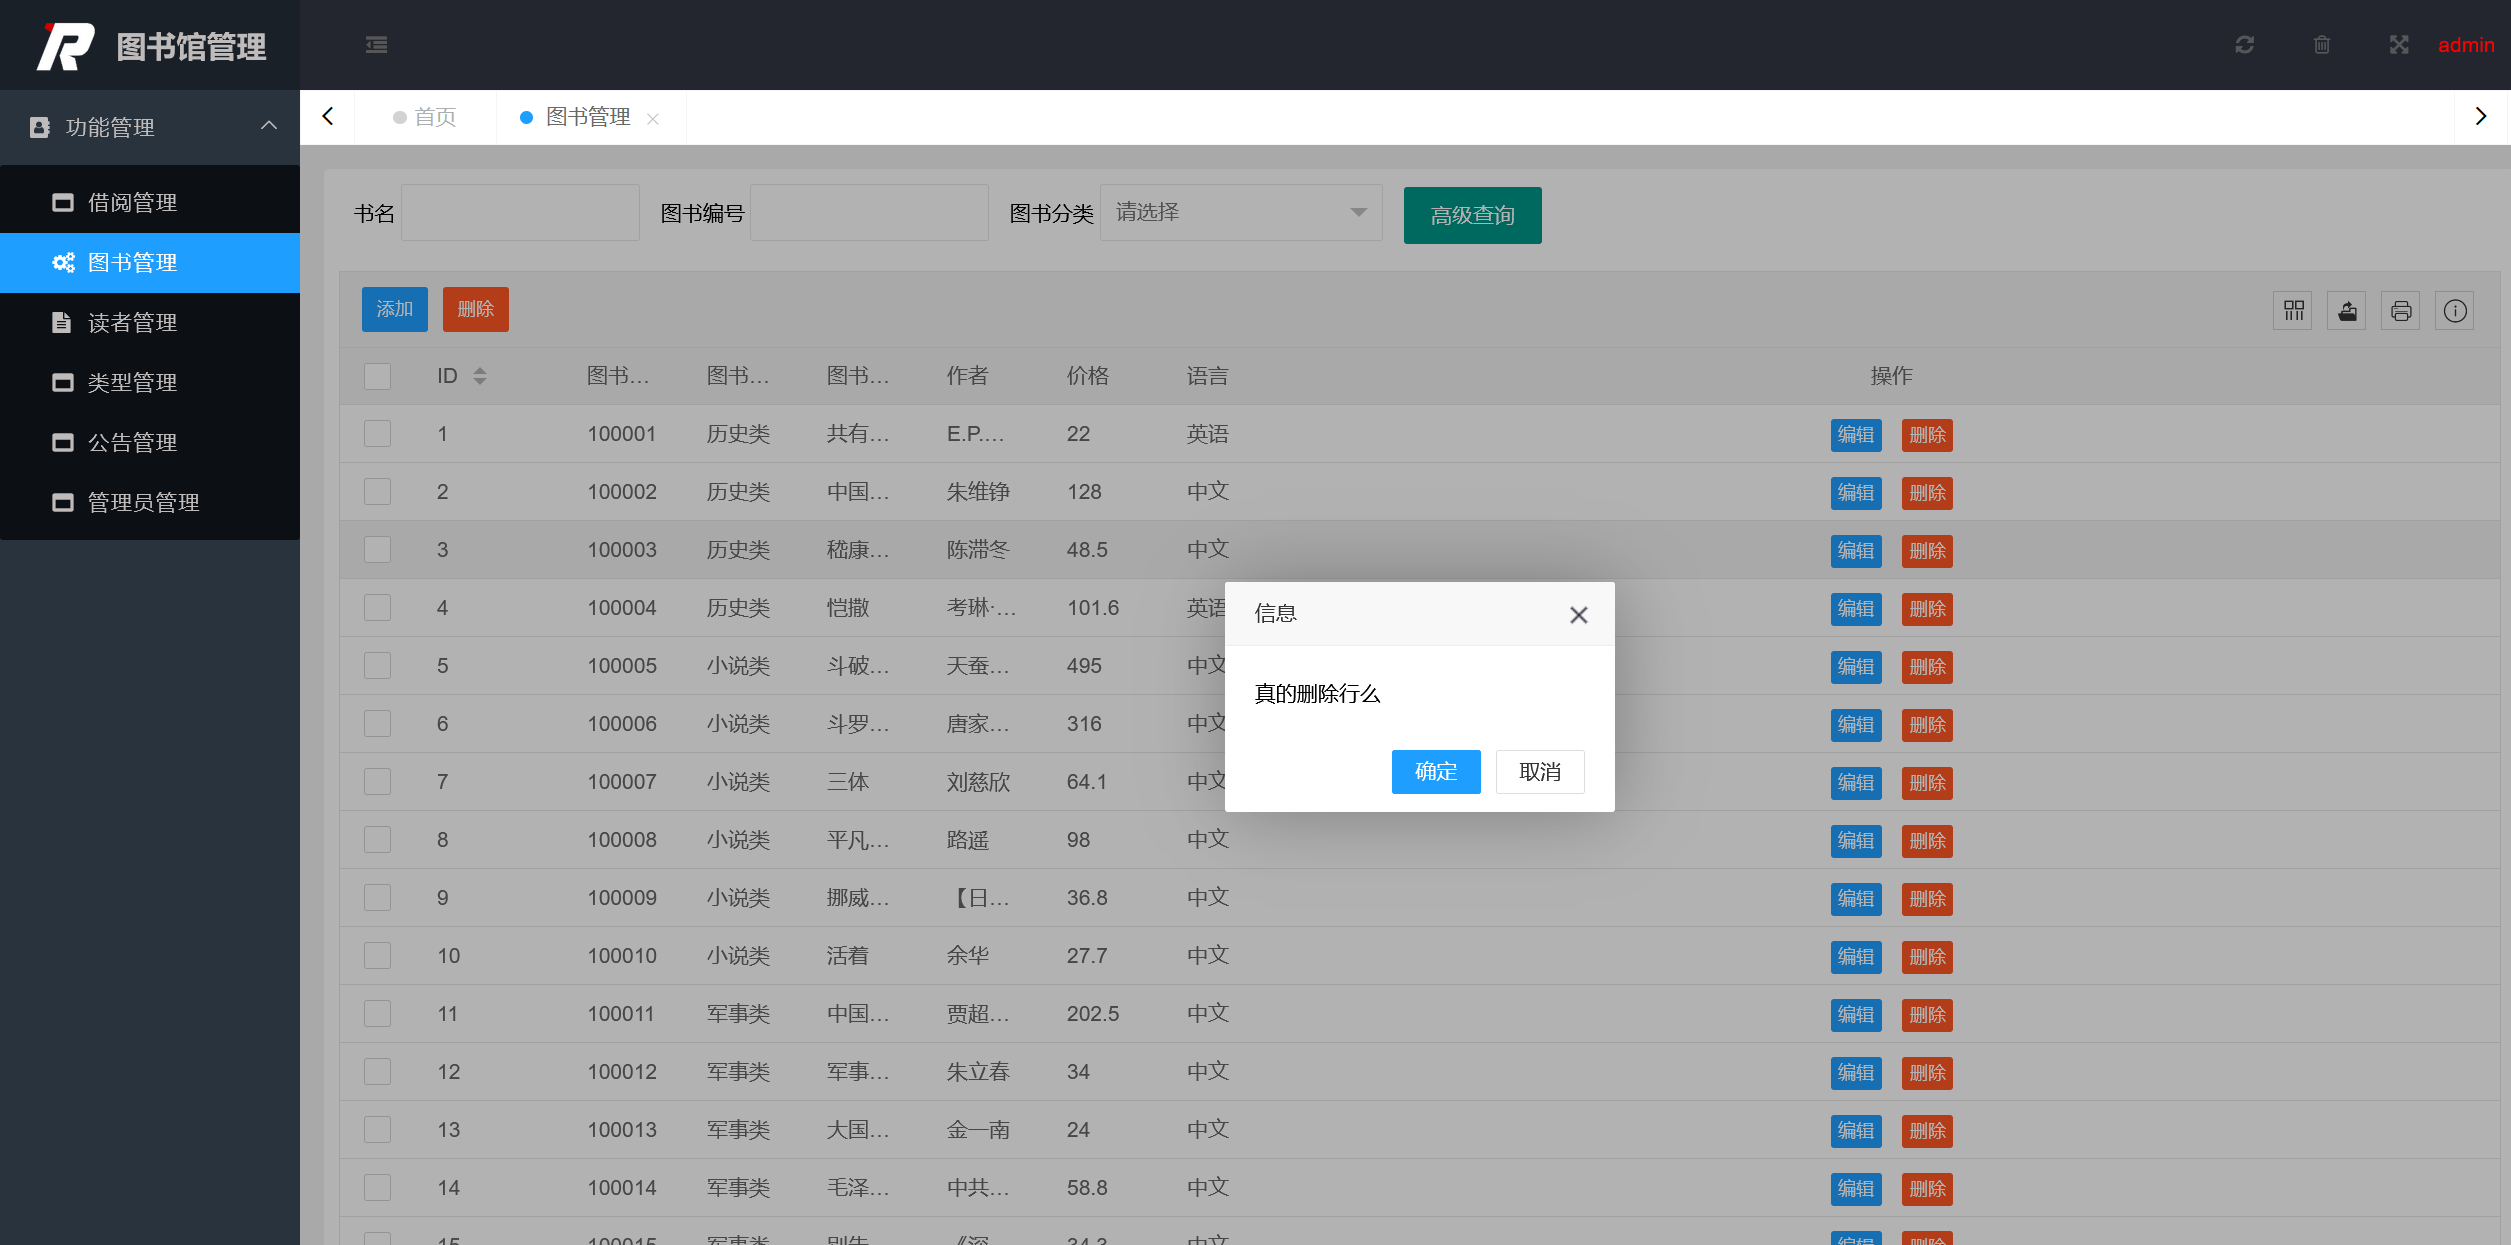 图书馆管理
admin
功能管理
首页
图书管理
借阅管理
图书管理
读者管理
类型管理
公告管理
管理员管理
书名 图书编号 图书分类 请选择 高级查询
添加 删除
ID 图书... 图书... 图书... 作者 价格 语言 操作
1 100001 历史类 共有... E.P.... 22 英语 编辑 删除
2 100002 历史类 中国... 朱维铮 128 中文 编辑 删除
3 100003 历史类 嵇康... 陈滞冬 48.5 中文 编辑 删除
4 100004 历史类 恺撒 考琳·... 101.6 英语 编辑 删除
5 100005 小说类 斗破... 天蚕... 495 中文 编辑 删除
6 100006 小说类 斗罗... 唐家... 316 中文 编辑 删除
7 100007 小说类 三体 刘慈欣 64.1 中文 编辑 删除
8 100008 小说类 平凡... 路遥 98 中文 编辑 删除
9 100009 小说类 挪威... 【日... 36.8 中文 编辑 删除
10 100010 小说类 活着 余华 27.7 中文 编辑 删除
11 100011 军事类 中国... 贾超... 202.5 中文 编辑 删除
12 100012 军事类 军事... 朱立春 34 中文 编辑 删除
13 100013 军事类 大国... 金一南 24 中文 编辑 删除
14 100014 军事类 毛泽... 中共... 58.8 中文 编辑 删除
15 100015 军事类 34.3 中文 编辑 删除
信息
真的删除行么
确定 取消